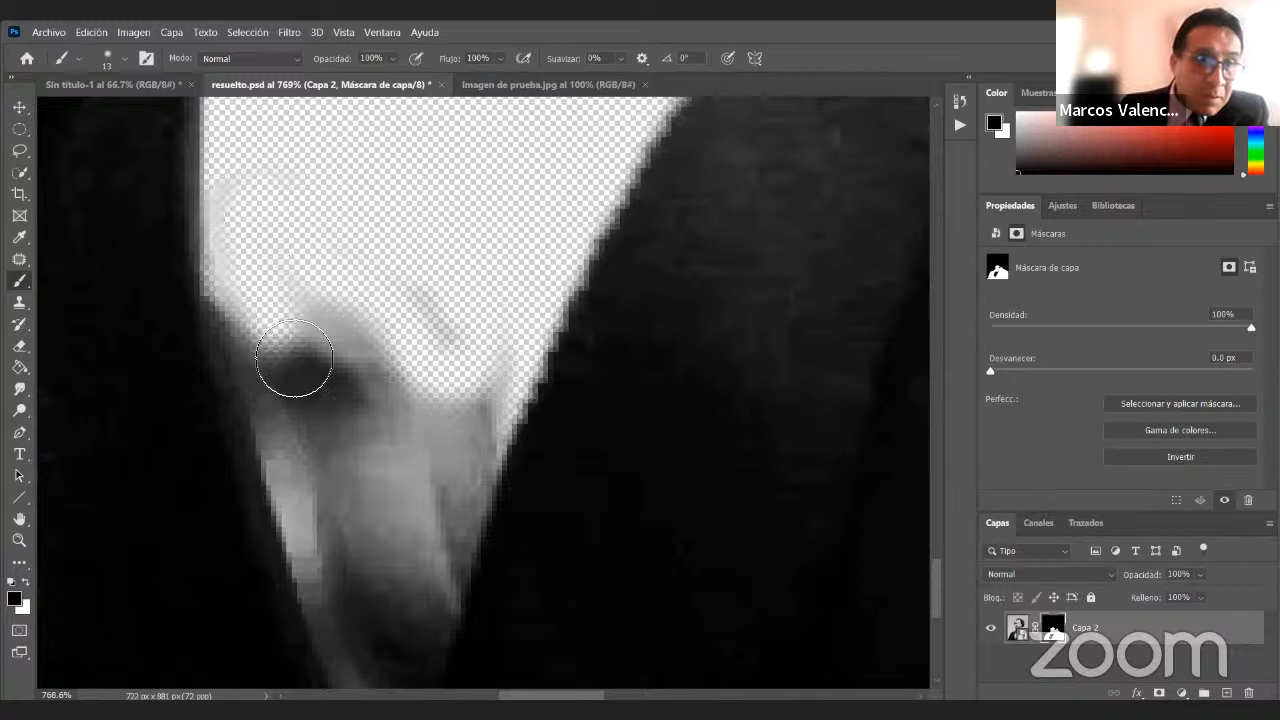 Ps Archivo Edición Imagen Capa Texto Selección Filtro 3D Vista Ventana Ayuda
13 Modo: Normal Opacidad: 100% Flujo: 100% Suavizar: 0% 0°
Sin título-1 al 66.7% (RGB/8#) * × resuelto.psd al 769% (Capa 2, Máscara de capa/8) * × Imagen de prueba.jpg al 100% (RGB/8#) ×
Marcos Valenc...
Color Muestras
Propiedades Ajustes Bibliotecas
Máscaras
Máscara de capa
Densidad: 100%
Desvanecer: 0.0 px
Perfecc.: Seleccionar y aplicar máscara...
Gama de colores...
Invertir
Capas Canales Trazados
Tipo
Normal Opacidad: 100%
Bloq.: Relleno: 100%
Capa 2
zoom
768.6% 722 px x 881 px (72 ppp)
fx